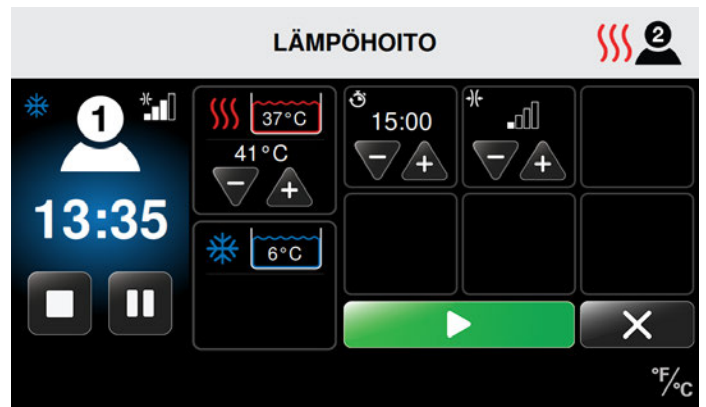 LÄMPÖHOITO
2
1
13:35
37°C
41°C
- +
6°C
15:00
- +
- +
°F/°C